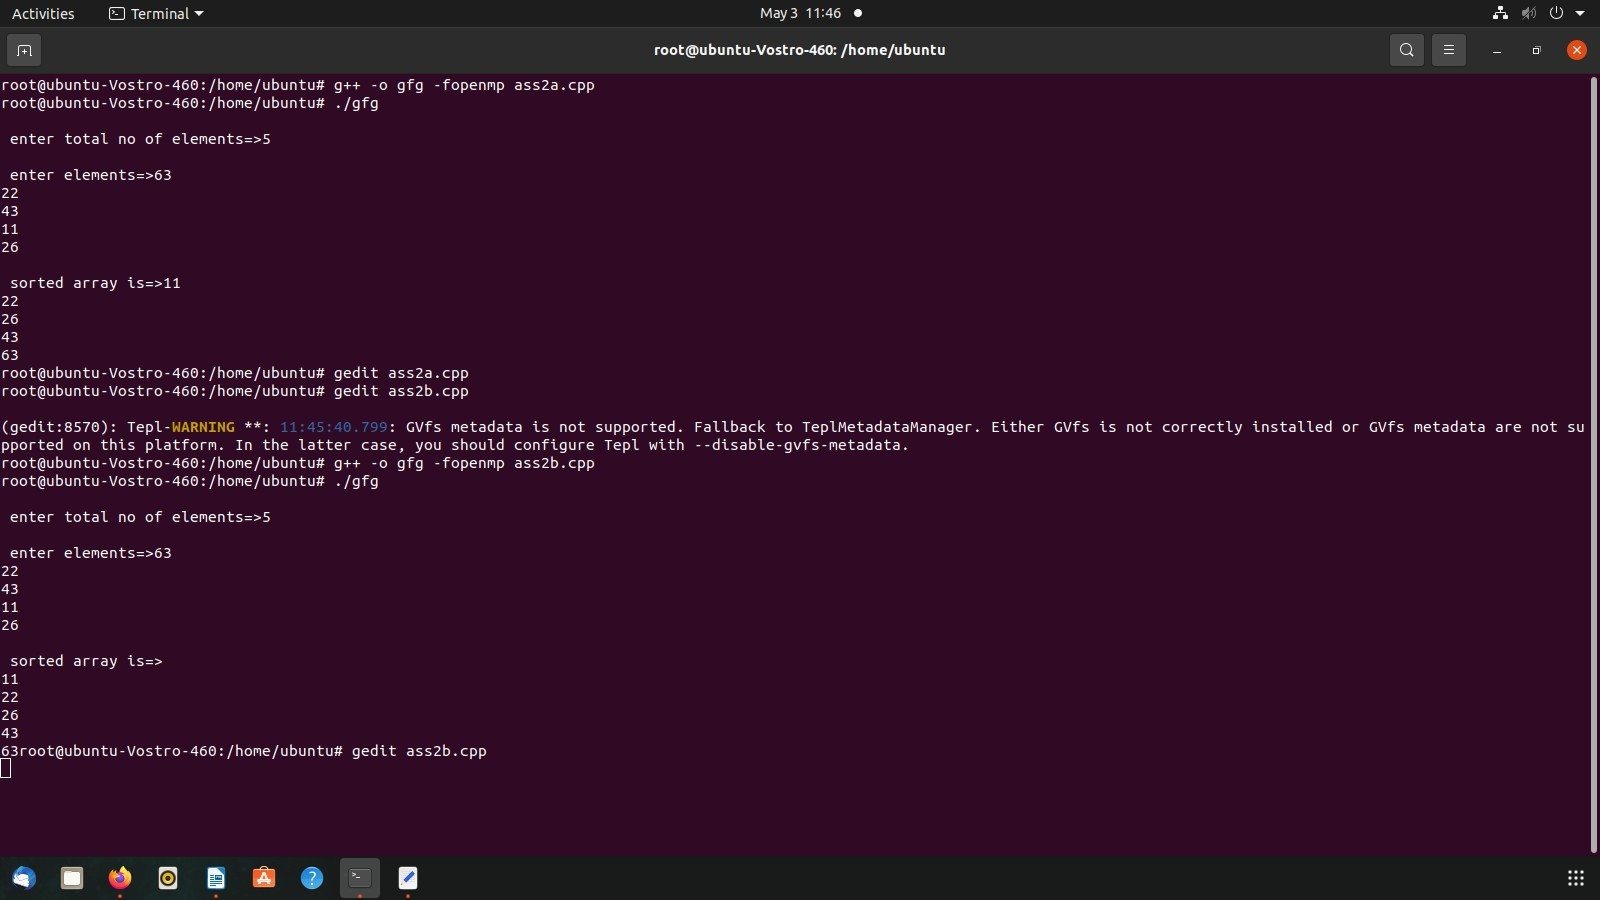 Activities Terminal May 3 11:46
root@ubuntu-Vostro-460: /home/ubuntu
root@ubuntu-Vostro-460:/home/ubuntu# g++ -o gfg -fopenmp ass2a.cpp
root@ubuntu-Vostro-460:/home/ubuntu# ./gfg
enter total no of elements=>5
enter elements=>63
22
43
11
26
sorted array is=>11
22
26
43
63
root@ubuntu-Vostro-460:/home/ubuntu# gedit ass2a.cpp
root@ubuntu-Vostro-460:/home/ubuntu# gedit ass2b.cpp
(gedit:8570): Tepl-WARNING **: 11:45:40.799: GVfs metadata is not supported. Fallback to TeplMetadataManager. Either GVfs is not correctly installed or GVfs metadata are not su
pported on this platform. In the latter case, you should configure Tepl with --disable-gvfs-metadata.
root@ubuntu-Vostro-460:/home/ubuntu# g++ -o gfg -fopenmp ass2b.cpp
root@ubuntu-Vostro-460:/home/ubuntu# ./gfg
enter total no of elements=>5
enter elements=>63
22
43
11
26
sorted array is=>
11
22
26
43
63root@ubuntu-Vostro-460:/home/ubuntu# gedit ass2b.cpp